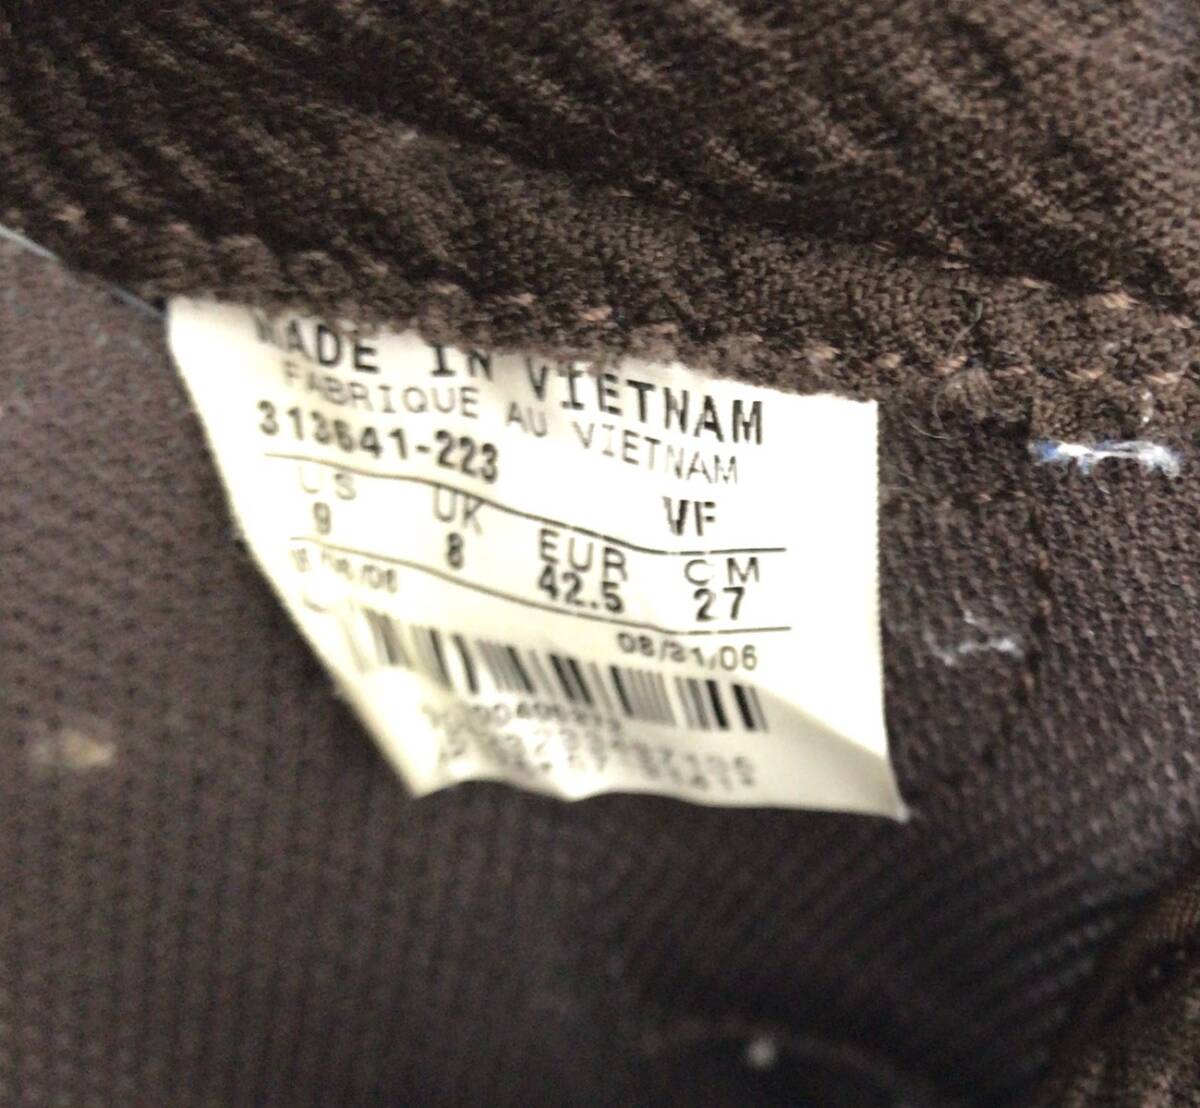 MADE IN VIETNAM
FABRIQUE AU VIETNAM
313641-223 VF
US UK EUR CM
9 8 42.5 27
08/31/06